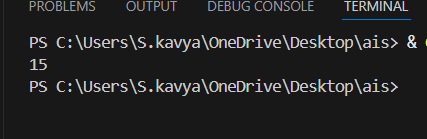 PROBLEMS OUTPUT DEBUG CONSOLE TERMINAL
PS C:\Users\S.kavya\OneDrive\Desktop\ais> &
15
PS C:\Users\S.kavya\OneDrive\Desktop\ais>